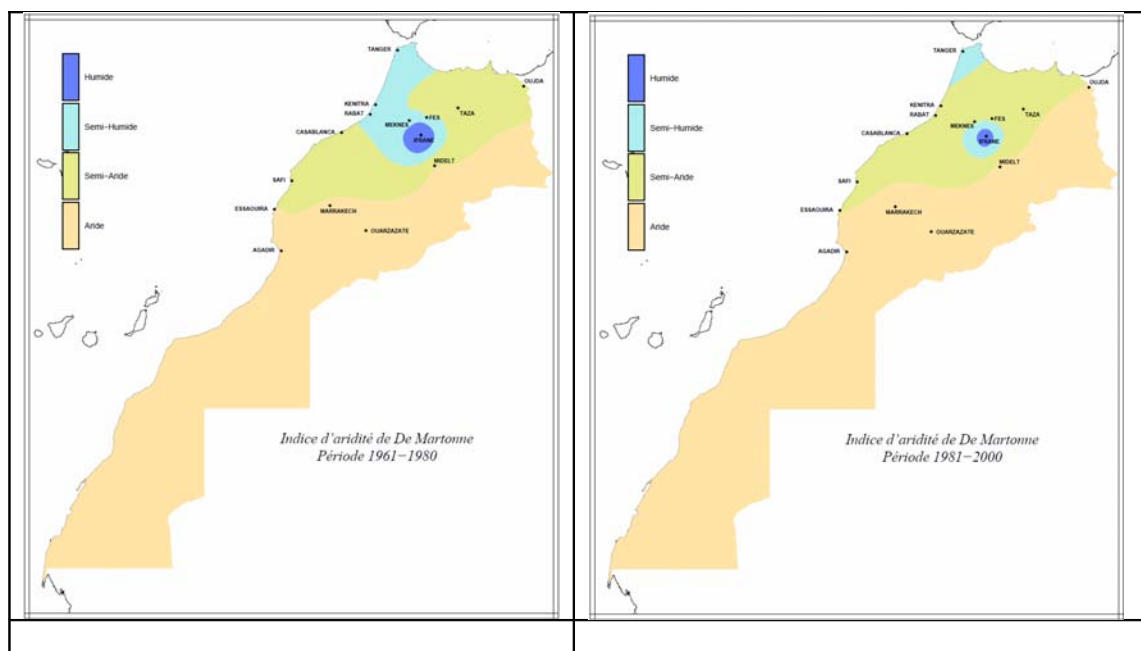 TANGER
Humide
OUJDA
KENITRA
TAZA
RABAT
FES
MEKNES
Semi-Humide
CASABLANCA
IFRANE
MIDELT
Semi-Aride
SAFI
ESSAOUIRA
MARRAKECH
Aride
OUARZAZATE
AGADIR
Indice d'aridité de De Martonne
Période 1961-1980
TANGER
Humide
OUJDA
KENITRA
TAZA
RABAT
FES
MEKNES
Semi-Humide
CASABLANCA
IFRANE
MIDELT
Semi-Aride
SAFI
ESSAOUIRA
MARRAKECH
Aride
OUARZAZATE
AGADIR
Indice d'aridité de De Martonne
Période 1981-2000